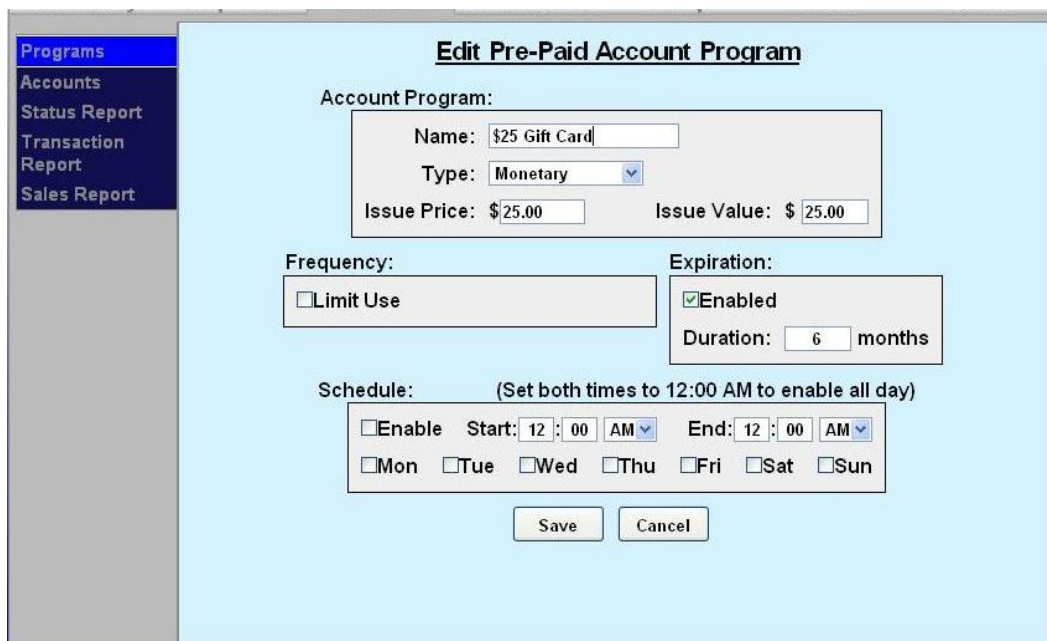 Programs
Accounts
Status Report
Transaction
Report
Sales Report
Edit Pre-Paid Account Program
Account Program:
Name: $25 Gift Card
Type: Monetary
Issue Price: $ 25.00 Issue Value: $ 25.00
Frequency:
Limit Use
Expiration:
Enabled
Duration: 6 months
Schedule: (Set both times to 12:00 AM to enable all day)
Enable Start: 12 : 00 AM End: 12 : 00 AM
Mon Tue Wed Thu Fri Sat Sun
Save Cancel